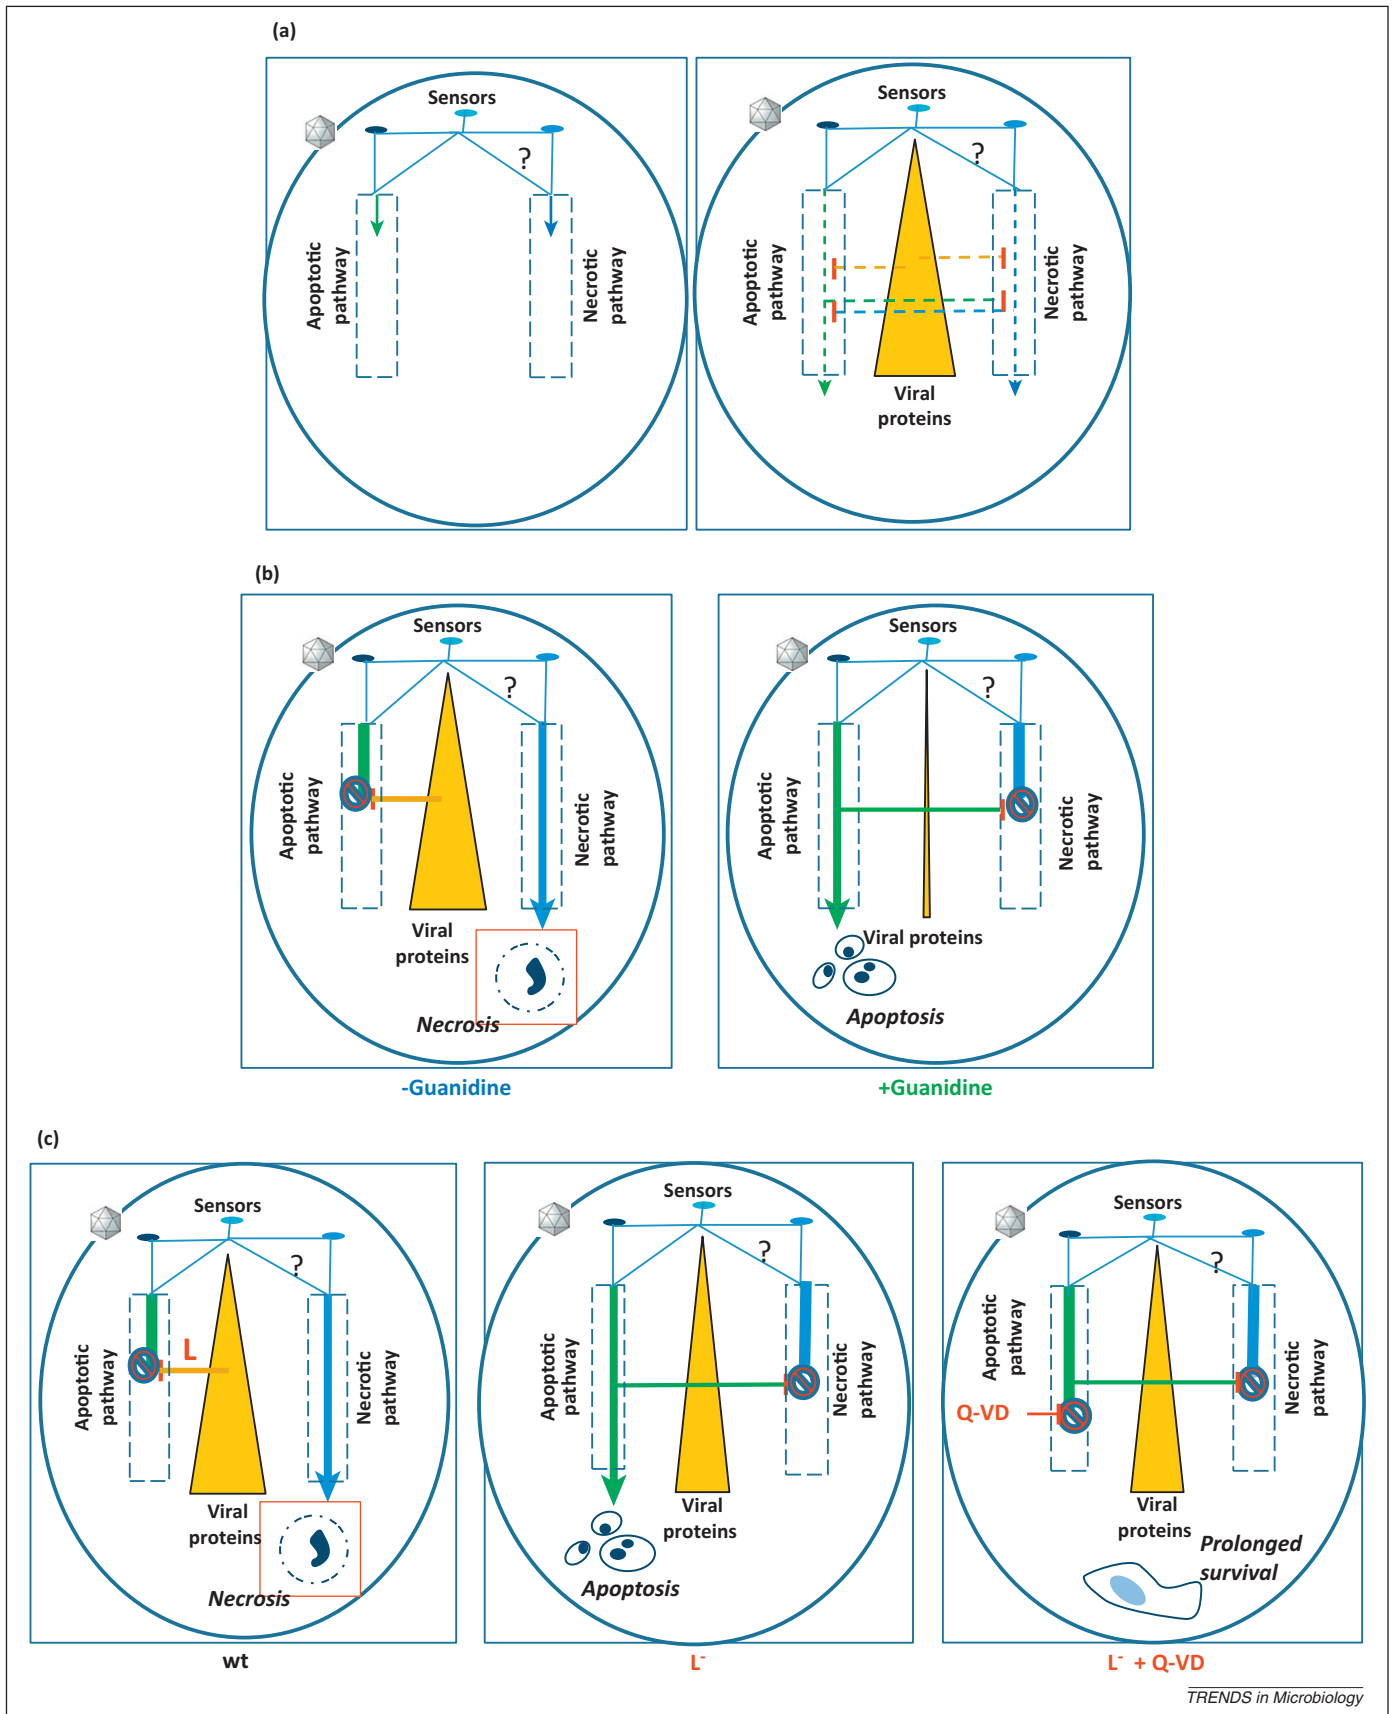 (a)
Sensors
?
Apoptotic
pathway
Necrotic
pathway
Sensors
?
Apoptotic
pathway
Necrotic
pathway
Viral
proteins
(b)
Sensors
?
Apoptotic
pathway
Necrotic
pathway
Viral
proteins
Necrosis
-Guanidine
Sensors
?
Apoptotic
pathway
Necrotic
pathway
Viral proteins
Apoptosis
+Guanidine
(c)
Sensors
?
L
Apoptotic
pathway
Necrotic
pathway
Viral
proteins
Necrosis
wt
Sensors
?
Apoptotic
pathway
Necrotic
pathway
Viral
proteins
Apoptosis
L-
Sensors
?
Apoptotic
pathway
Necrotic
pathway
Q-VD
Viral
proteins
Prolonged
survival
L- + Q-VD
TRENDS in Microbiology